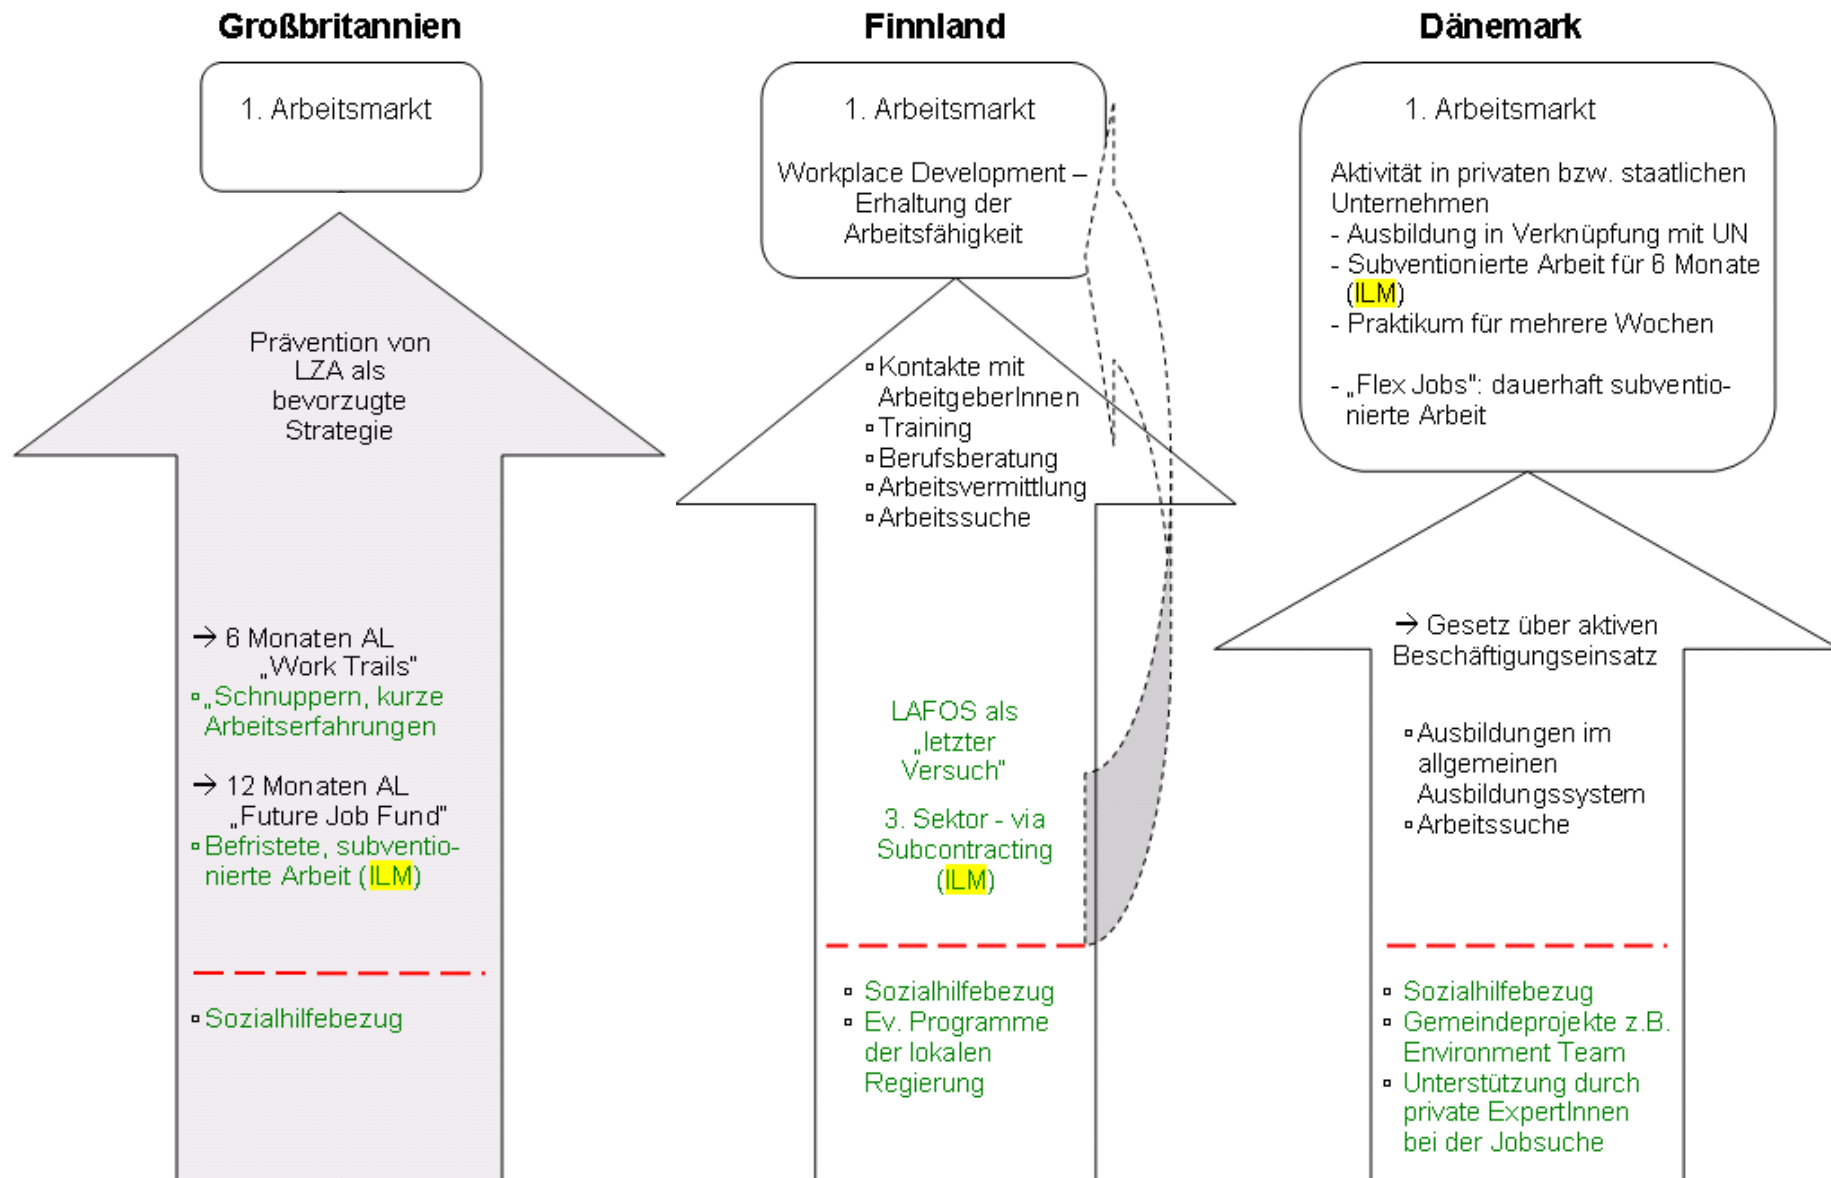 Großbritannien
1. Arbeitsmarkt
Prävention von
LZA als
bevorzugte
Strategie
→ 6 Monaten AL
„Work Trails"
▫ „Schnuppern, kurze
Arbeitserfahrungen
→ 12 Monaten AL
„Future Job Fund"
▫ Befristete, subventio-
nierte Arbeit (ILM)
▫ Sozialhilfebezug
Finnland
1. Arbeitsmarkt
Workplace Development –
Erhaltung der
Arbeitsfähigkeit
▫ Kontakte mit
ArbeitgeberInnen
▫ Training
▫ Berufsberatung
▫ Arbeitsvermittlung
▫ Arbeitssuche
LAFOS als
„letzter
Versuch"
3. Sektor - via
Subcontracting
(ILM)
▫ Sozialhilfebezug
▫ Ev. Programme
der lokalen
Regierung
Dänemark
1. Arbeitsmarkt
Aktivität in privaten bzw. staatlichen
Unternehmen
- Ausbildung in Verknüpfung mit UN
- Subventionierte Arbeit für 6 Monate
(ILM)
- Praktikum für mehrere Wochen
- „Flex Jobs": dauerhaft subventio-
nierte Arbeit
→ Gesetz über aktiven
Beschäftigungseinsatz
▫ Ausbildungen im
allgemeinen
Ausbildungssystem
▫ Arbeitssuche
▫ Sozialhilfebezug
▫ Gemeindeprojekte z.B.
Environment Team
▫ Unterstützung durch
private ExpertInnen
bei der Jobsuche